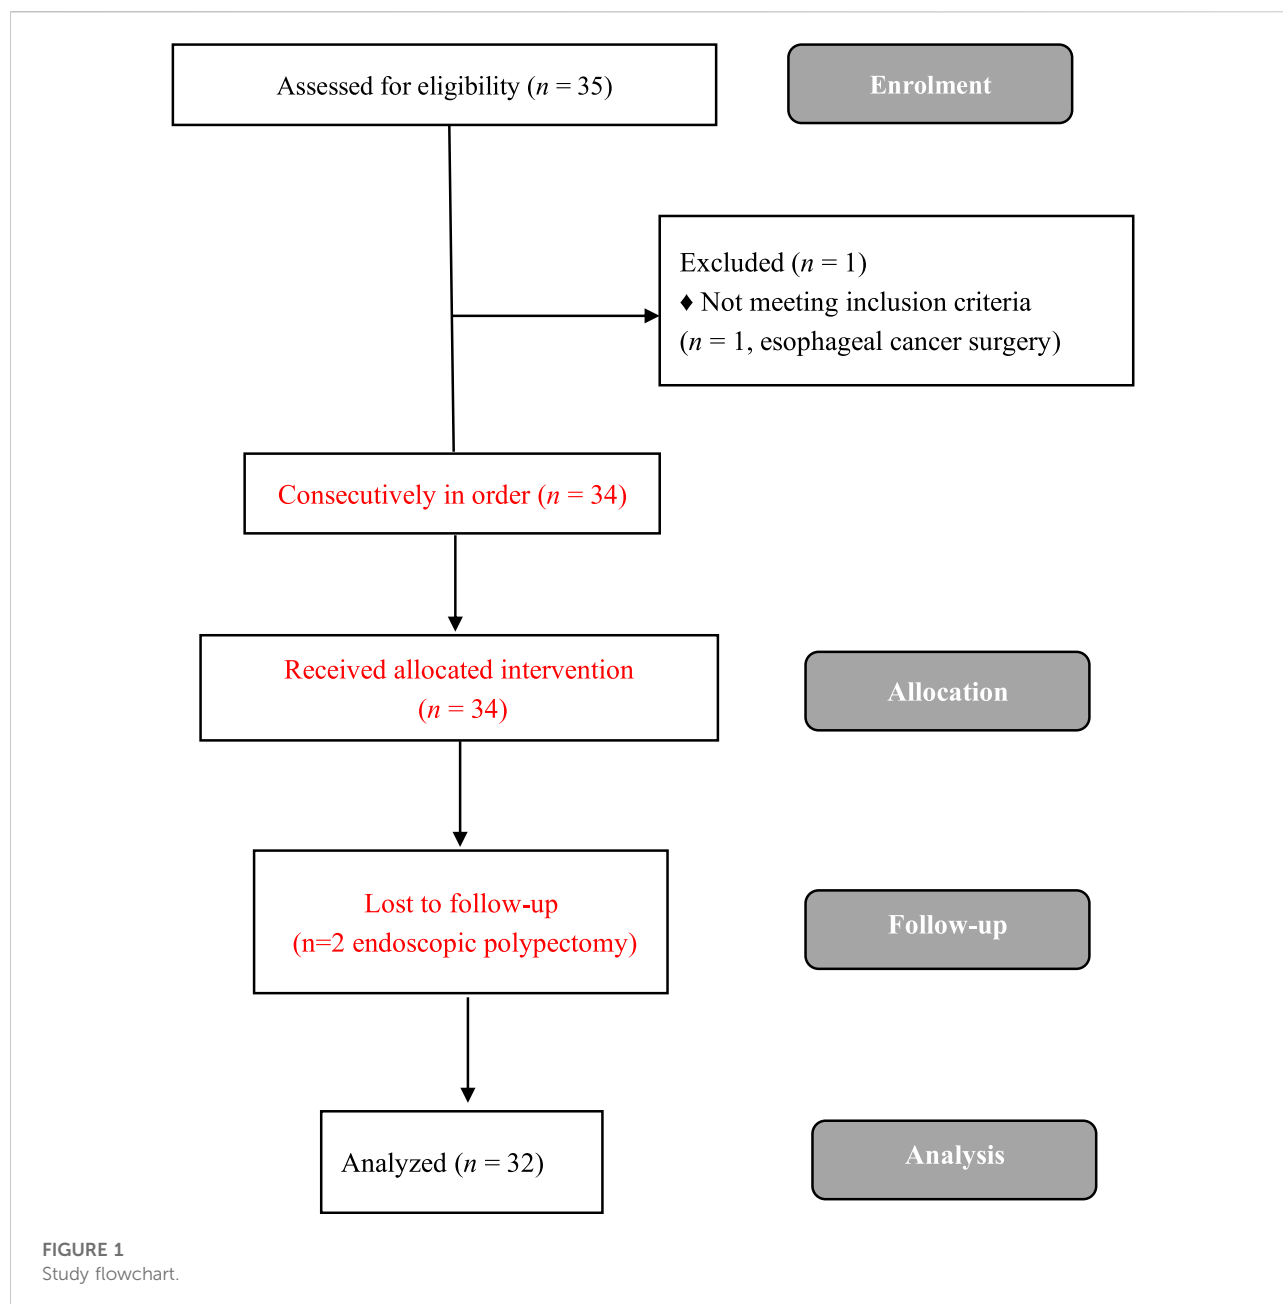 Assessed for eligibility (n = 35)
Enrolment
Excluded (n = 1)
♦ Not meeting inclusion criteria
(n = 1, esophageal cancer surgery)
Consecutively in order (n = 34)
Received allocated intervention
(n = 34)
Allocation
Lost to follow-up
(n=2 endoscopic polypectomy)
Follow-up
Analyzed (n = 32)
Analysis
FIGURE 1
Study flowchart.